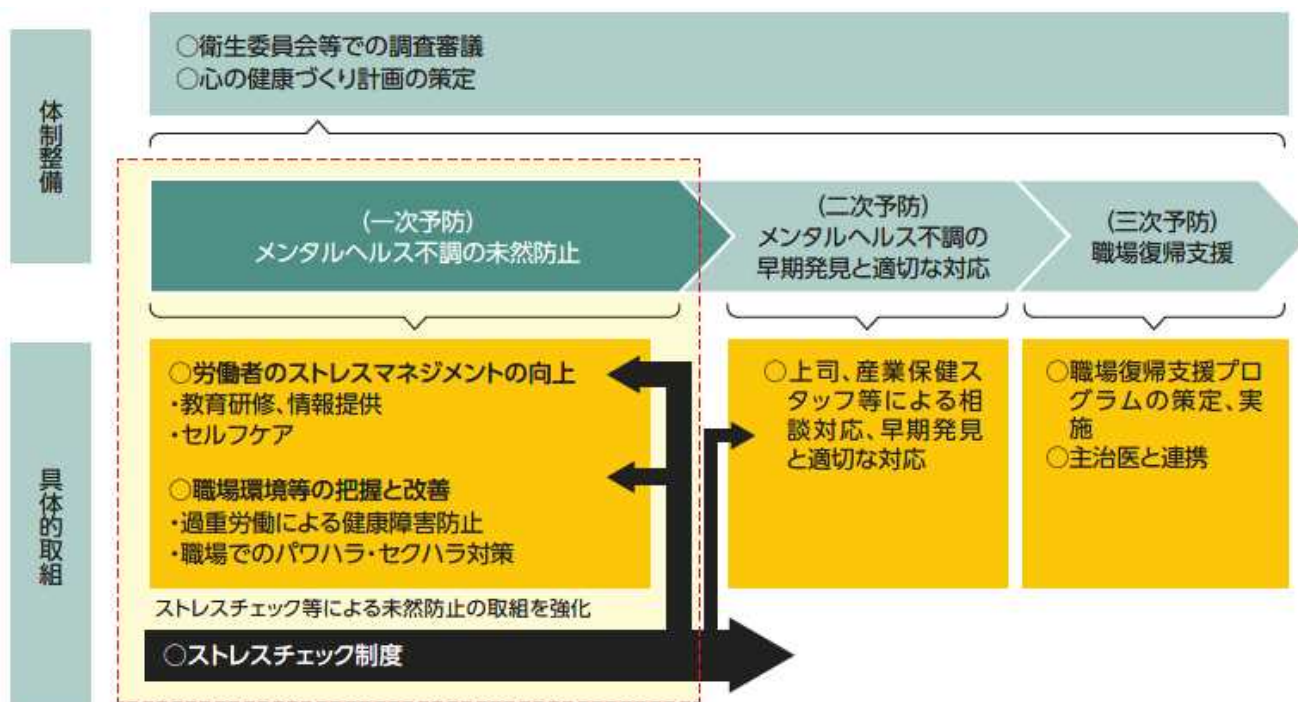 体制整備
○衛生委員会等での調査審議
○心の健康づくり計画の策定
(一次予防)
メンタルヘルス不調の未然防止
(二次予防)
メンタルヘルス不調の
早期発見と適切な対応
(三次予防)
職場復帰支援
具体的取組
○労働者のストレスマネジメントの向上
・教育研修、情報提供
・セルフケア
○職場環境等の把握と改善
・過重労働による健康障害防止
・職場でのパワハラ・セクハラ対策
○上司、産業保健ス
タッフ等による相
談対応、早期発見
と適切な対応
○職場復帰支援プロ
グラムの策定、実
施
○主治医と連携
ストレスチェック等による未然防止の取組を強化
○ストレスチェック制度